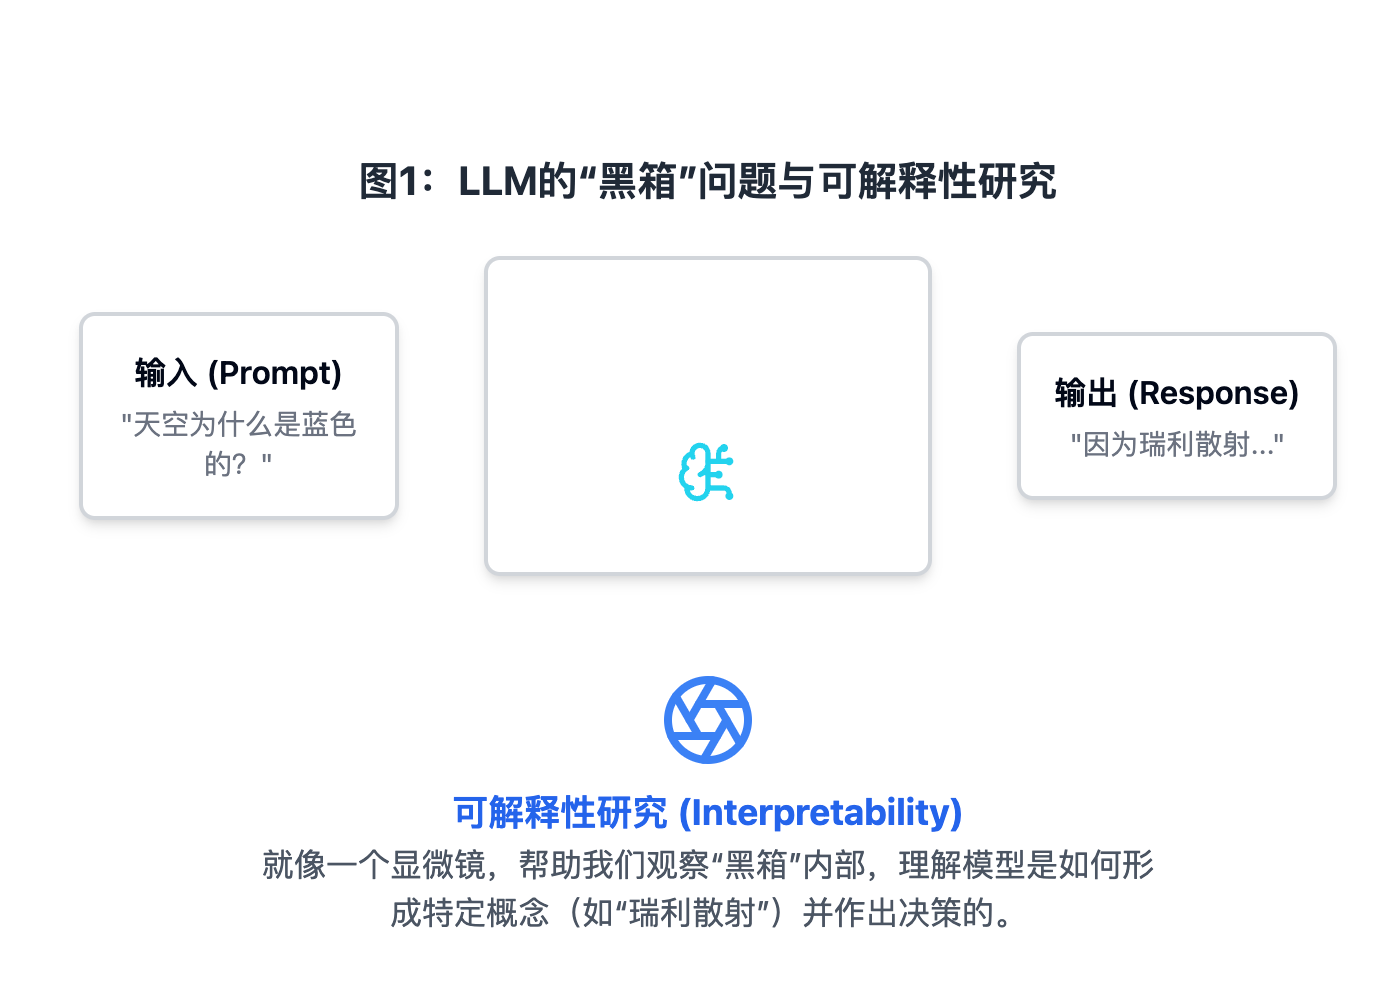 图1：LLM的“黑箱”问题与可解释性研究
输入 (Prompt)
"天空为什么是蓝色
的？"
输出 (Response)
"因为瑞利散射..."
可解释性研究 (Interpretability)
就像一个显微镜，帮助我们观察“黑箱”内部，理解模型是如何形
成特定概念（如“瑞利散射”）并作出决策的。